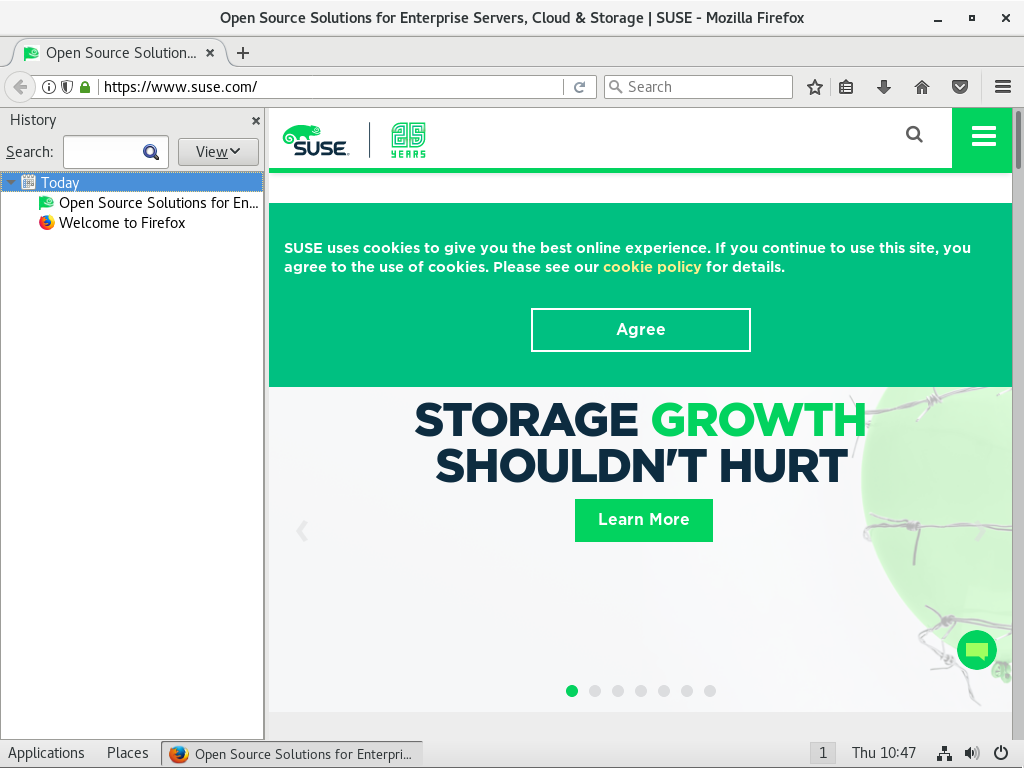 Open Source Solutions for Enterprise Servers, Cloud & Storage | SUSE - Mozilla Firefox
Open Source Solution...
https://www.suse.com/
Search
History
Search:
View
Today
Open Source Solutions for En...
Welcome to Firefox
SUSE
25
YEARS
SUSE uses cookies to give you the best online experience. If you continue to use this site, you
agree to the use of cookies. Please see our cookie policy for details.
Agree
STORAGE GROWTH
SHOULDN'T HURT
Learn More
Applications
Places
Open Source Solutions for Enterpri...
1
Thu 10:47